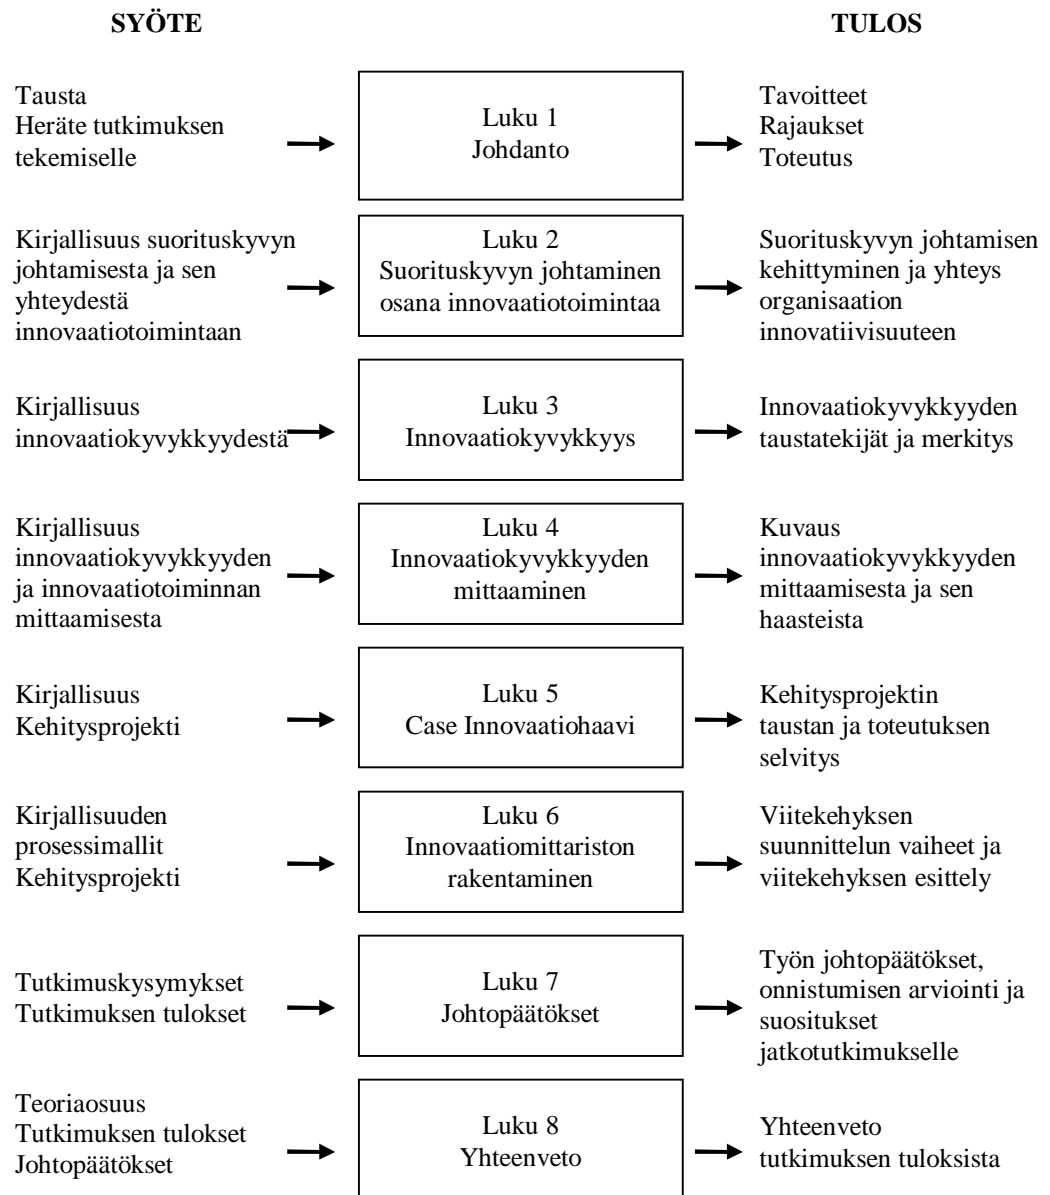 SYÖTE
TULOS
Tausta
Heräte tutkimuksen
tekemiselle
Luku 1
Johdanto
Tavoitteet
Rajaukset
Toteutus
Kirjallisuus suorituskyvyn
johtamisesta ja sen
yhteydestä
innovaatiotoimintaan
Luku 2
Suorituskyvyn johtaminen
osana innovaatiotoimintaa
Suorituskyvyn johtamisen
kehittyminen ja yhteys
organisaation
innovatiivisuuteen
Kirjallisuus
innovaatiokyvykkyydestä
Luku 3
Innovaatiokyvykkyys
Innovaatiokyvykkyyden
taustatekijät ja merkitys
Kirjallisuus
innovaatiokyvykkyyden
ja innovaatiotoiminnan
mittaamisesta
Luku 4
Innovaatiokyvykkyyden
mittaaminen
Kuvaus
innovaatiokyvykkyyden
mittaamisesta ja sen
haasteista
Kirjallisuus
Kehitysprojekti
Luku 5
Case Innovaatiohaavi
Kehitysprojektin
taustan ja toteutuksen
selvitys
Kirjallisuuden
prosessimallit
Kehitysprojekti
Luku 6
Innovaatiomittariston
rakentaminen
Viitekehyksen
suunnittelun vaiheet ja
viitekehyksen esittely
Tutkimuskysymykset
Tutkimuksen tulokset
Luku 7
Johtopäätökset
Työn johtopäätökset,
onnistumisen arviointi ja
suositukset
jatkotutkimukselle
Teoriaosuus
Tutkimuksen tulokset
Johtopäätökset
Luku 8
Yhteenveto
Yhteenveto
tutkimuksen tuloksista